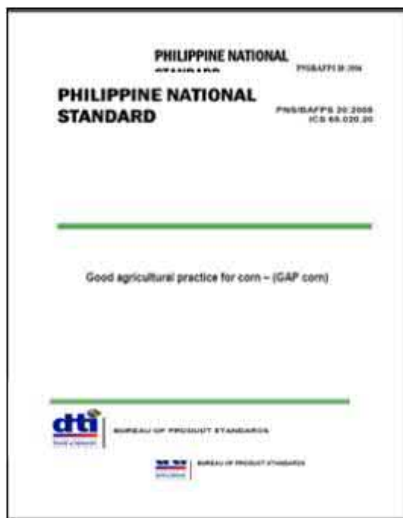 PHILIPPINE NATIONAL
STANDARD
PHILIPPINE NATIONAL
STANDARD
PNS/BAFPS 20:2008
ICS 65.020.20
Good agricultural practice for corn – (GAP corn)
dti
BUREAU OF PRODUCT STANDARDS
BUREAU OF PRODUCT STANDARDS